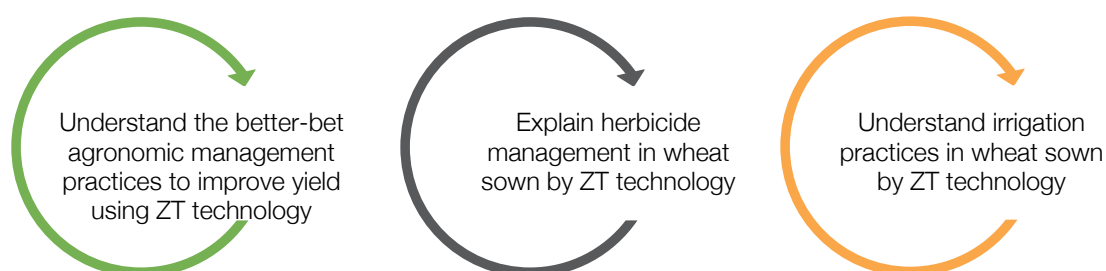 Understand the better-bet
agronomic management
practices to improve yield
using ZT technology
Explain herbicide
management in wheat
sown by ZT technology
Understand irrigation
practices in wheat sown
by ZT technology